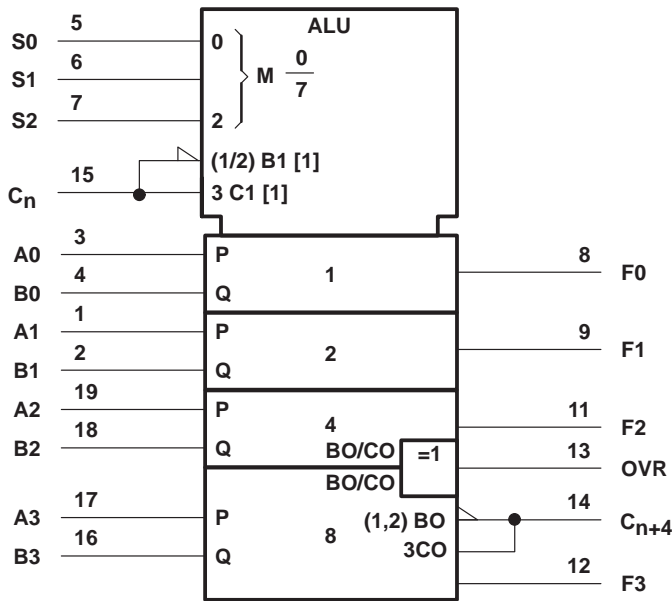 ALU
5
S0
0
6
S1
M 0/7
7
S2
2
(1/2) B1 [1]
15
Cn
3 C1 [1]
3
A0
P
8
F0
4
1
B0
Q
1
A1
P
9
F1
2
2
B1
Q
19
A2
P
11
F2
18
4
B2
Q
BO/CO
=1
13
OVR
BO/CO
17
A3
P
(1,2) BO
14
Cn+4
16
8
3CO
B3
Q
12
F3